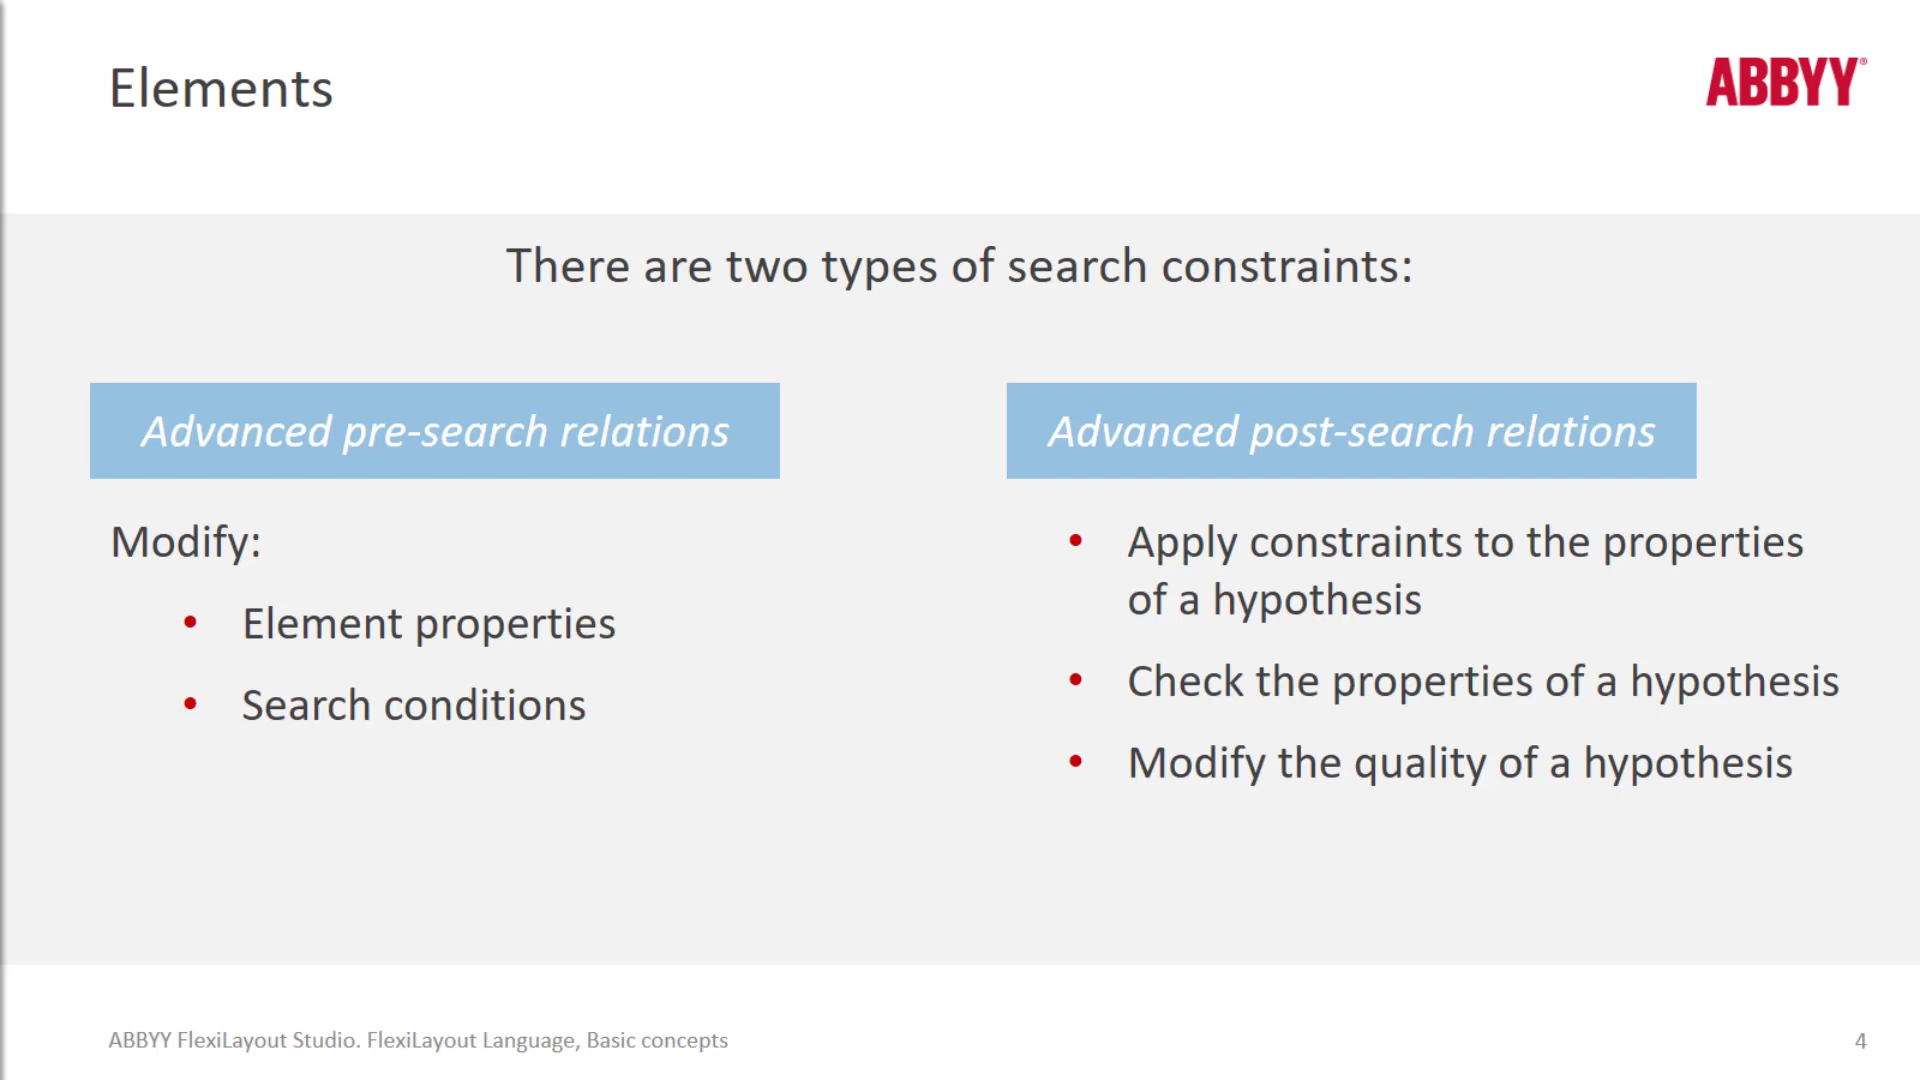 Elements
ABBYY®
There are two types of search constraints:
Advanced pre-search relations
Modify:
• Element properties
• Search conditions
Advanced post-search relations
• Apply constraints to the properties
of a hypothesis
• Check the properties of a hypothesis
• Modify the quality of a hypothesis
ABBYY FlexiLayout Studio. FlexiLayout Language, Basic concepts
4